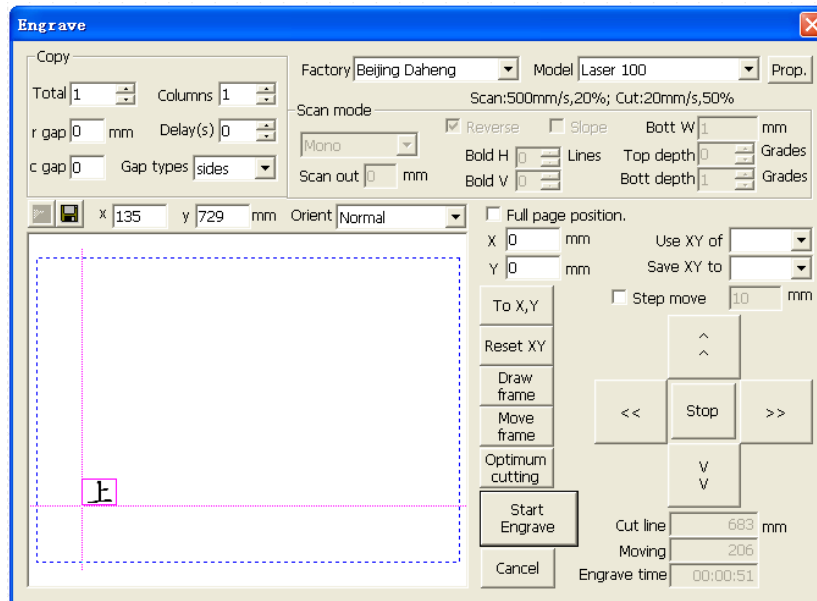 Engrave
Copy
Total 1 Columns 1
r gap 0 mm Delay(s) 0
c gap 0 Gap types sides
Factory Beijing Daheng Model Laser 100 Prop.
Scan:500mm/s,20%; Cut:20mm/s,50%
Scan mode
Mono
Scan out 0 mm
Reverse Slope Bott W 1 mm
Bold H 0 Lines Top depth 0 Grades
Bold V 0 Bott depth 1 Grades
x 135 y 729 mm Orient Normal
Full page position.
X 0 mm Use XY of
Y 0 mm Save XY to
To X,Y
Step move 10 mm
Reset XY
Draw
frame
Move
frame
Optimum
cutting
Start
Engrave
Cancel
^
^
<< Stop >>
V
V
上
Cut line 683 mm
Moving 206
Engrave time 00:00:51